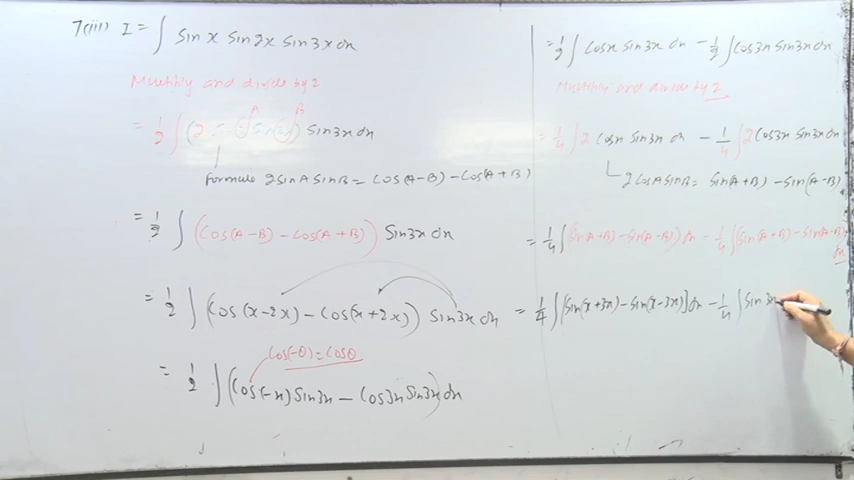 7(iii) I = ∫ Sin x Sin 2x Sin 3x dx
Multiply and divide by 2
= 1/2 ∫ (2 Sin x Sin 2x) Sin 3x dx
A B
formula 2 Sin A Sin B = Cos(A-B) - Cos(A+B)
= 1/2 ∫ (Cos(A-B) - Cos(A+B)) Sin 3x dx
= 1/2 ∫ (Cos(x-2x) - Cos(x+2x)) Sin 3x dx
Cos(-θ) = Cosθ
= 1/2 ∫ (Cos(-x) Sin 3x - Cos 3x Sin 3x) dx
= 1/2 ∫ Cos x Sin 3x dx - 1/2 ∫ Cos 3x Sin 3x dx
Multiply and divide by 2
= 1/4 ∫ 2 Cos x Sin 3x dx - 1/4 ∫ 2 Cos 3x Sin 3x dx
2 Cos A Sin B = Sin(A+B) - Sin(A-B)
= 1/4 ∫ (Sin(A+B) - Sin(A-B)) dx - 1/4 ∫ (Sin(A+B) - Sin(A-B)) dx
= 1/4 ∫ [Sin(x+3x) - Sin(x-3x)] dx - 1/4 ∫ (Sin 3x